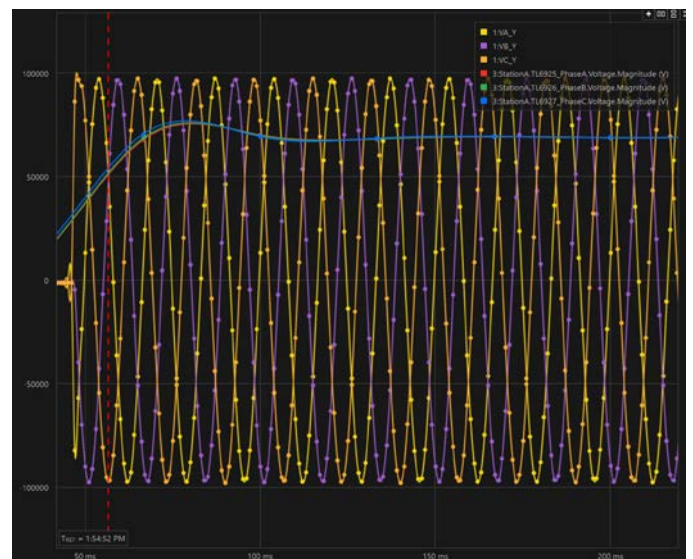 1:VA_Y
1:VB_Y
1:VC_Y
3:StationA.TL6925_PhaseA.Voltage.Magnitude (V)
3:StationA.TL6926_PhaseB.Voltage.Magnitude (V)
3:StationA.TL6927_PhaseC.Voltage.Magnitude (V)
100000
50000
0
-50000
-100000
= 1:54:52 PM
50 ms
100 ms
150 ms
200 ms